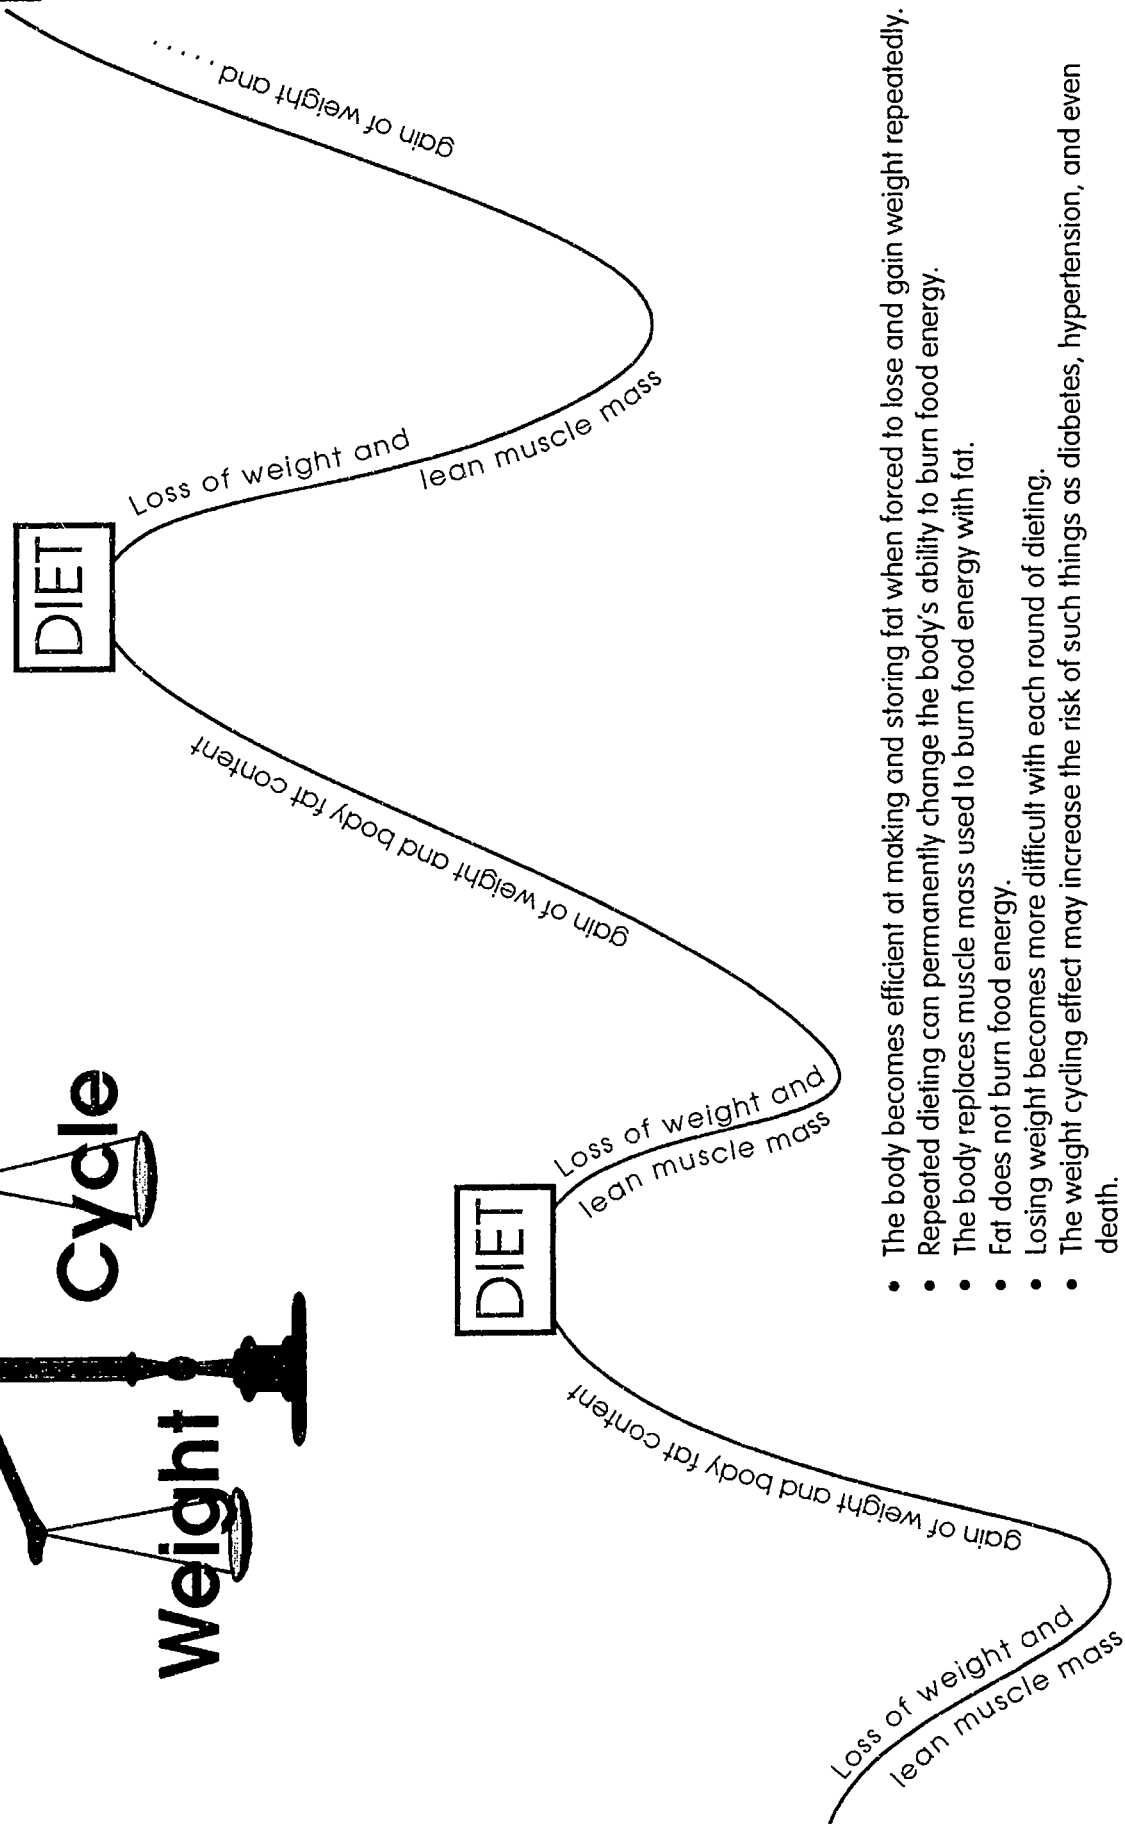 Weight Cycle
DIET
DIET
Loss of weight and
lean muscle mass
gain of weight and body fat content
Loss of weight and
lean muscle mass
gain of weight and body fat content
Loss of weight and
lean muscle mass
gain of weight and .....
• The body becomes efficient at making and storing fat when forced to lose and gain weight repeatedly.
• Repeated dieting can permanently change the body's ability to burn food energy.
• The body replaces muscle mass used to burn food energy with fat.
• Fat does not burn food energy.
• Losing weight becomes more difficult with each round of dieting.
• The weight cycling effect may increase the risk of such things as diabetes, hypertension, and even
death.